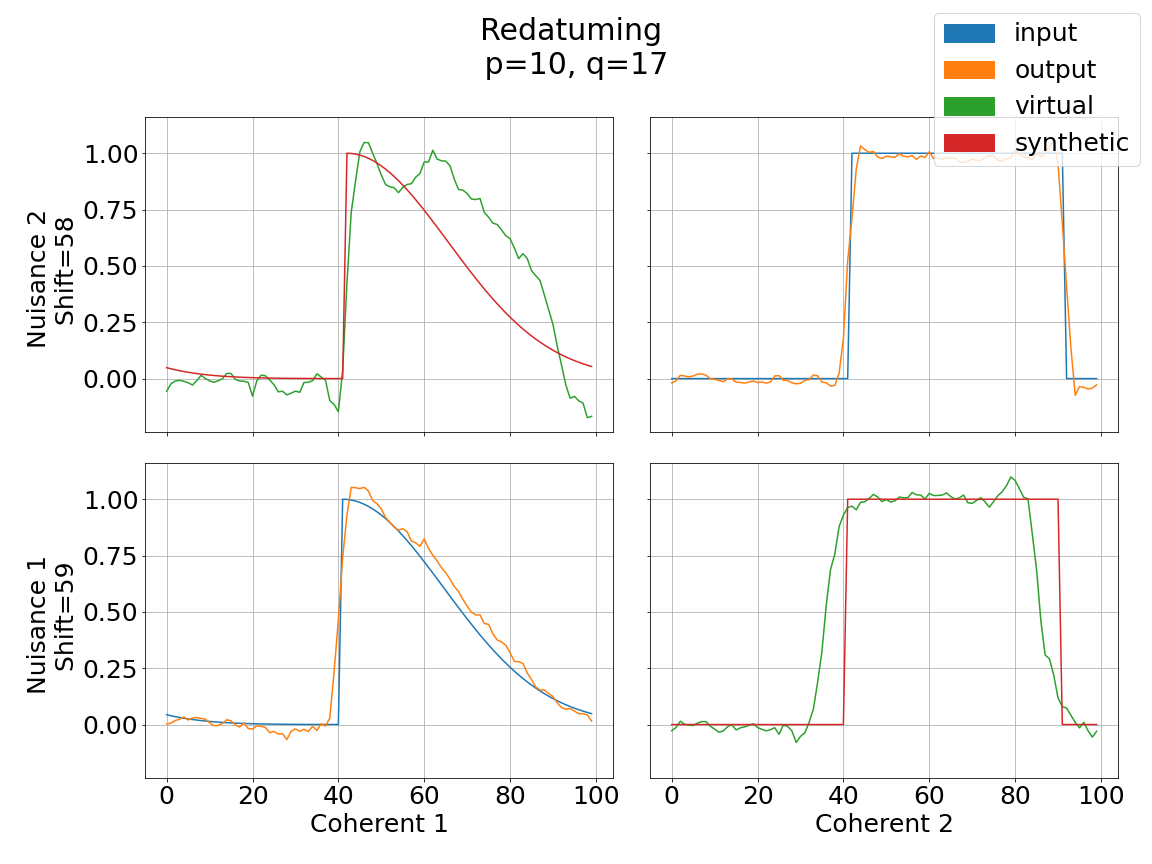 Redatuming
p=10, q=17
input
output
virtual
synthetic
Nuisance 2
Shift=58
1.00
0.75
0.50
0.25
0.00
Nuisance 1
Shift=59
1.00
0.75
0.50
0.25
0.00
0 20 40 60 80 100
0 20 40 60 80 100
Coherent 1
Coherent 2